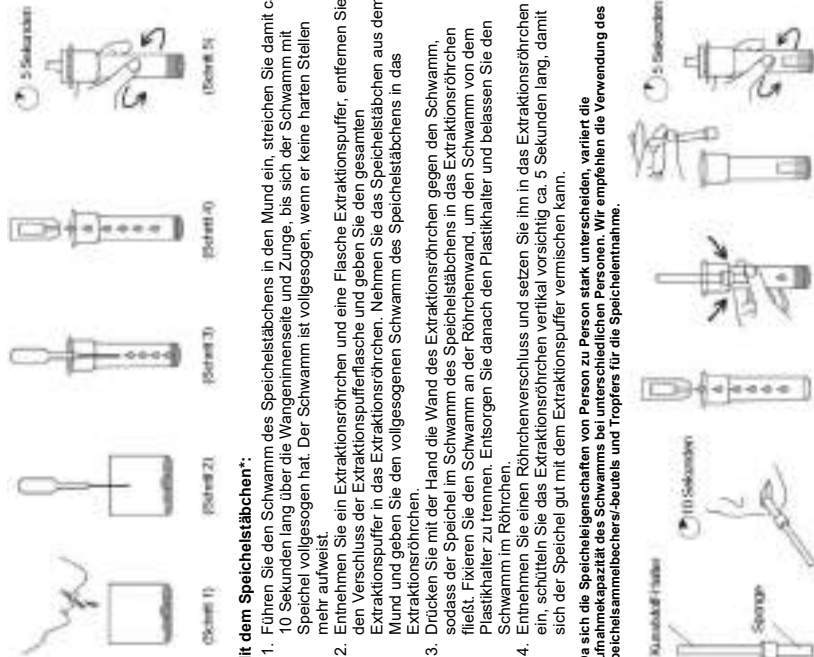 5 Sekunden
(Schritt 1)
(Schritt 2)
(Schritt 3)
(Schritt 4)
(Schritt 5)
it dem Speichelstäbchen*:
1. Führen Sie den Schwamm des Speichelstäbchens in den Mund ein, streichen Sie damit c
10 Sekunden lang über die Wangeninnenseite und Zunge, bis sich der Schwamm mit
Speichel vollgesogen hat. Der Schwamm ist vollgesogen, wenn er keine harten Stellen
mehr aufweist.
2. Entnehmen Sie ein Extraktionsröhrchen und eine Flasche Extraktionspuffer, entfernen Sie
den Verschluss der Extraktionspufferflasche und geben Sie den gesamten
Extraktionspuffer in das Extraktionsröhrchen. Nehmen Sie das Speichelstäbchen aus dem
Mund und geben Sie den vollgesogenen Schwamm des Speichelstäbchens in das
Extraktionsröhrchen.
3. Drücken Sie mit der Hand die Wand des Extraktionsröhrchen gegen den Schwamm,
sodass der Speichel im Schwamm des Speichelstäbchens in das Extraktionsröhrchen
fließt. Fixieren Sie den Schwamm an der Röhrchenwand, um den Schwamm von dem
Plastikhalter zu trennen. Entsorgen Sie danach den Plastikhalter und belassen Sie den
Schwamm im Röhrchen.
4. Entnehmen Sie einen Röhrchenverschluss und setzen Sie ihn in das Extraktionsröhrchen
ein, schütteln Sie das Extraktionsröhrchen vertikal vorsichtig ca. 5 Sekunden lang, damit
sich der Speichel gut mit dem Extraktionspuffer vermischen kann.
Da sich die Speicheleigenschaften von Person zu Person stark unterscheiden, variiert die
ufnahmekapazität des Schwamms bei unterschiedlichen Personen. Wir empfehlen die Verwendung des
peichelsammelbechers/-beutels und Tropfers für die Speichelentnahme.
Kunststoff-Halter
Sponge
10 Sekunden
5 Sekunden